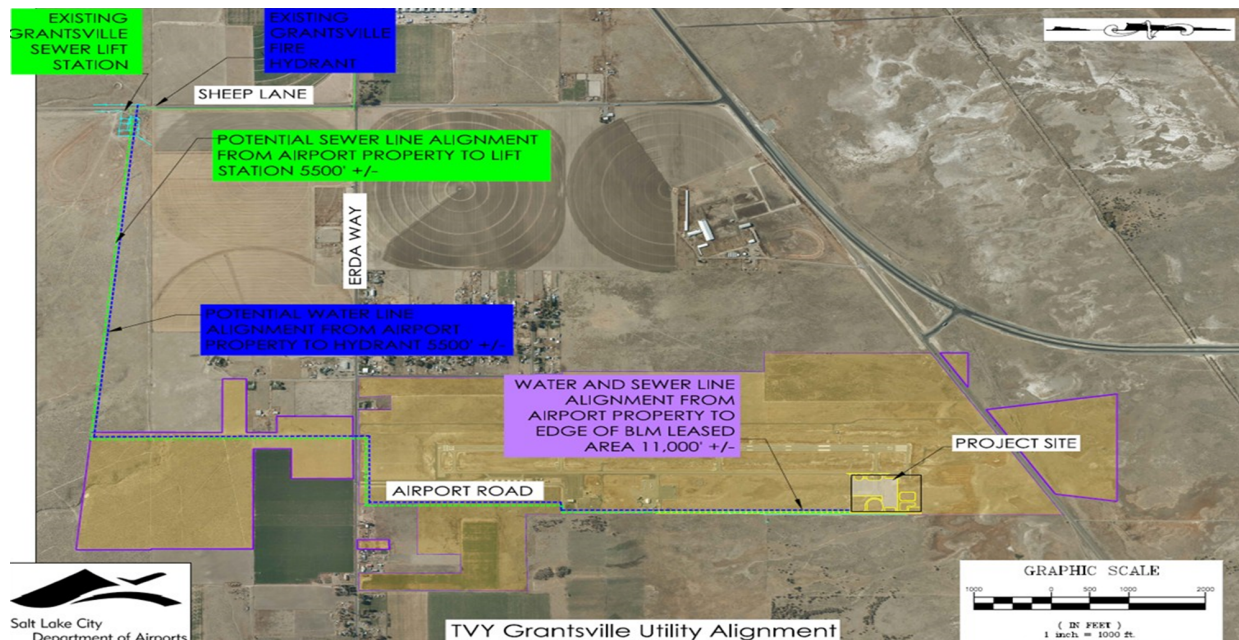 EXISTING
GRANTSVILLE
SEWER LIFT
STATION
EXISTING
GRANTSVILLE
FIRE
HYDRANT
SHEEP LANE
POTENTIAL SEWER LINE ALIGNMENT
FROM AIRPORT PROPERTY TO LIFT
STATION 5500' +/-
ERDA WAY
POTENTIAL WATER LINE
ALIGNMENT FROM AIRPORT
PROPERTY TO HYDRANT 5500' +/-
WATER AND SEWER LINE
ALIGNMENT FROM
AIRPORT PROPERTY TO
EDGE OF BLM LEASED
AREA 11,000' +/-
PROJECT SITE
AIRPORT ROAD
Salt Lake City
Department of Airports
TVY Grantsville Utility Alignment
GRAPHIC SCALE
1000 0 500 1000 2000
( IN FEET )
1 inch = 1000 ft.